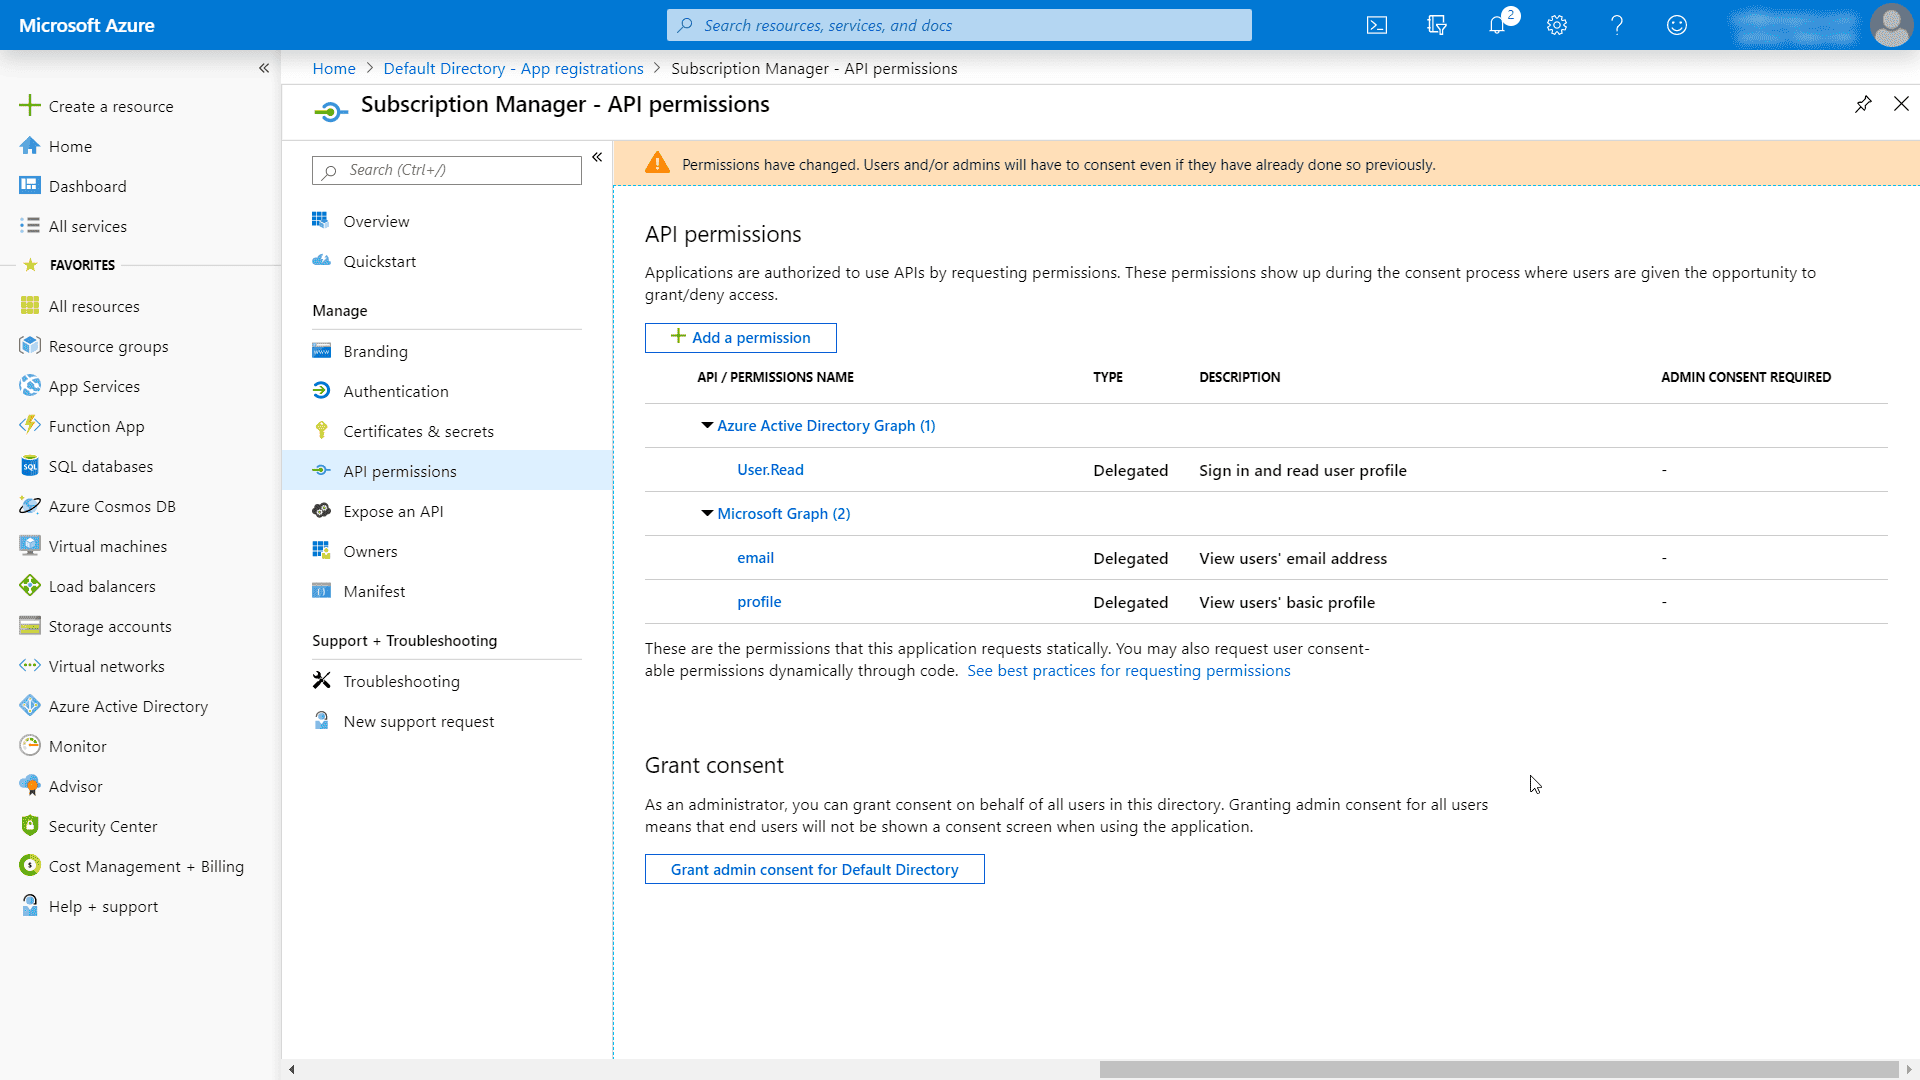 Microsoft Azure
Search resources, services, and docs
2
Home > Default Directory - App registrations > Subscription Manager - API permissions
Subscription Manager - API permissions
Create a resource
Home
Dashboard
All services
FAVORITES
All resources
Resource groups
App Services
Function App
SQL databases
Azure Cosmos DB
Virtual machines
Load balancers
Storage accounts
Virtual networks
Azure Active Directory
Monitor
Advisor
Security Center
Cost Management + Billing
Help + support
Search (Ctrl+/)
Overview
Quickstart
Manage
Branding
Authentication
Certificates & secrets
API permissions
Expose an API
Owners
Manifest
Support + Troubleshooting
Troubleshooting
New support request
Permissions have changed. Users and/or admins will have to consent even if they have already done so previously.
API permissions
Applications are authorized to use APIs by requesting permissions. These permissions show up during the consent process where users are given the opportunity to
grant/deny access.
Add a permission
API / PERMISSIONS NAME TYPE DESCRIPTION ADMIN CONSENT REQUIRED
Azure Active Directory Graph (1)
User.Read Delegated Sign in and read user profile -
Microsoft Graph (2)
email Delegated View users' email address -
profile Delegated View users' basic profile -
These are the permissions that this application requests statically. You may also request user consent-
able permissions dynamically through code. See best practices for requesting permissions
Grant consent
As an administrator, you can grant consent on behalf of all users in this directory. Granting admin consent for all users
means that end users will not be shown a consent screen when using the application.
Grant admin consent for Default Directory